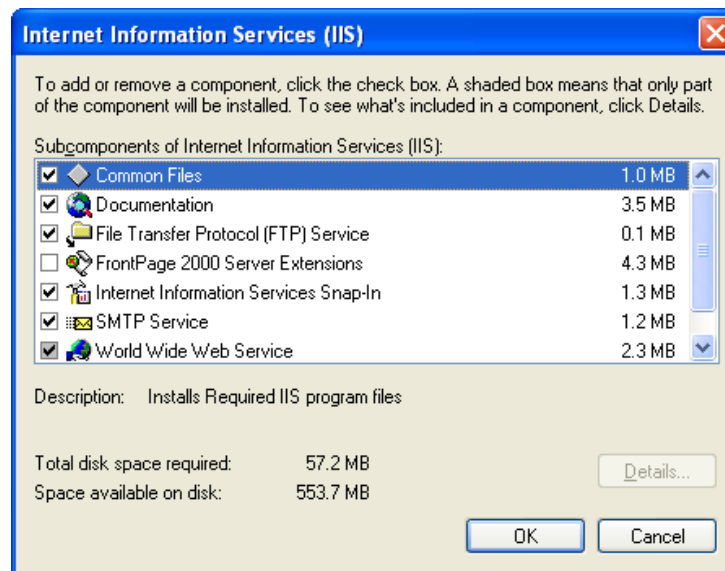 Internet Information Services (IIS)
To add or remove a component, click the check box. A shaded box means that only part
of the component will be installed. To see what's included in a component, click Details.
Subcomponents of Internet Information Services (IIS):
Common Files 1.0 MB
Documentation 3.5 MB
File Transfer Protocol (FTP) Service 0.1 MB
FrontPage 2000 Server Extensions 4.3 MB
Internet Information Services Snap-In 1.3 MB
SMTP Service 1.2 MB
World Wide Web Service 2.3 MB
Description: Installs Required IIS program files
Total disk space required: 57.2 MB
Space available on disk: 553.7 MB
Details...
OK Cancel